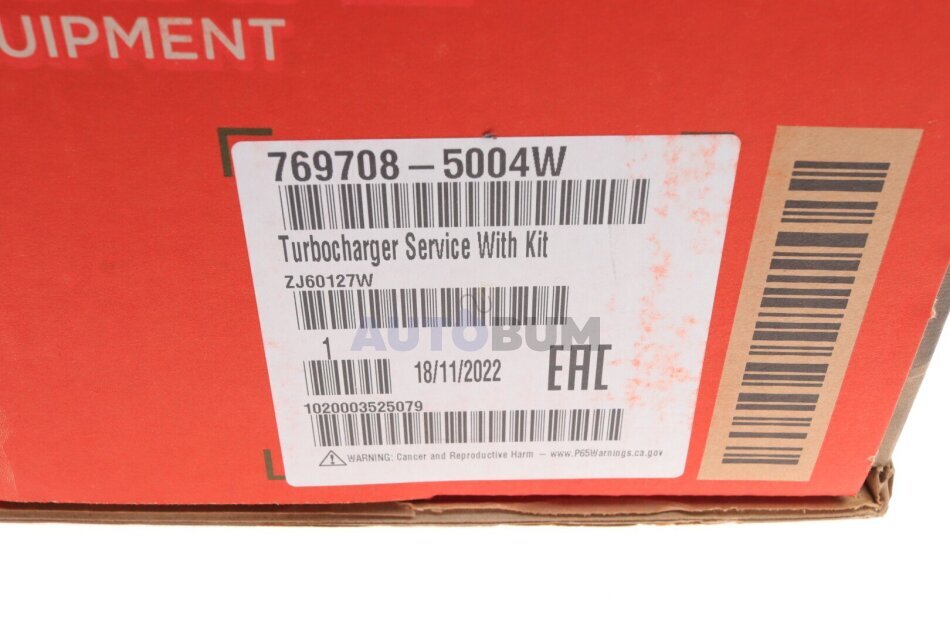 UIPMENT
769708-5004W
Turbocharger Service With Kit
ZJ60127W
AUTOBUM
1
18/11/2022
EAC
1020003525079
WARNING: Cancer and Reproductive Harm - www.P65Warnings.ca.gov